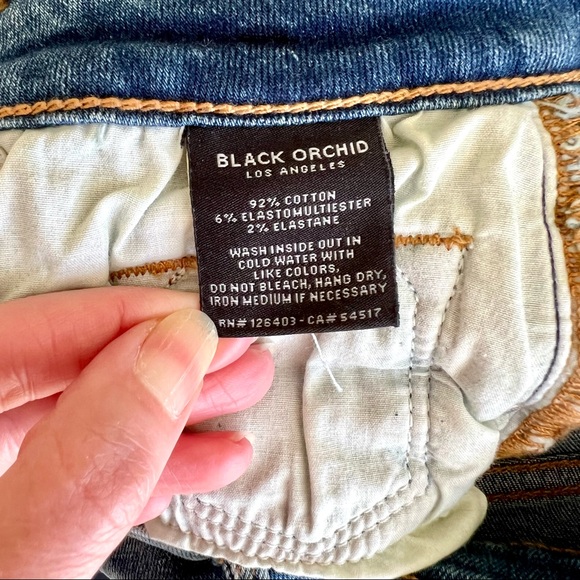 BLACK ORCHID
LOS ANGELES
92% COTTON
6% ELASTOMULTIESTER
2% ELASTANE
WASH INSIDE OUT IN
COLD WATER WITH
LIKE COLORS,
DO NOT BLEACH, HANG DRY,
IRON MEDIUM IF NECESSARY
RN# 126403 - CA# 54517